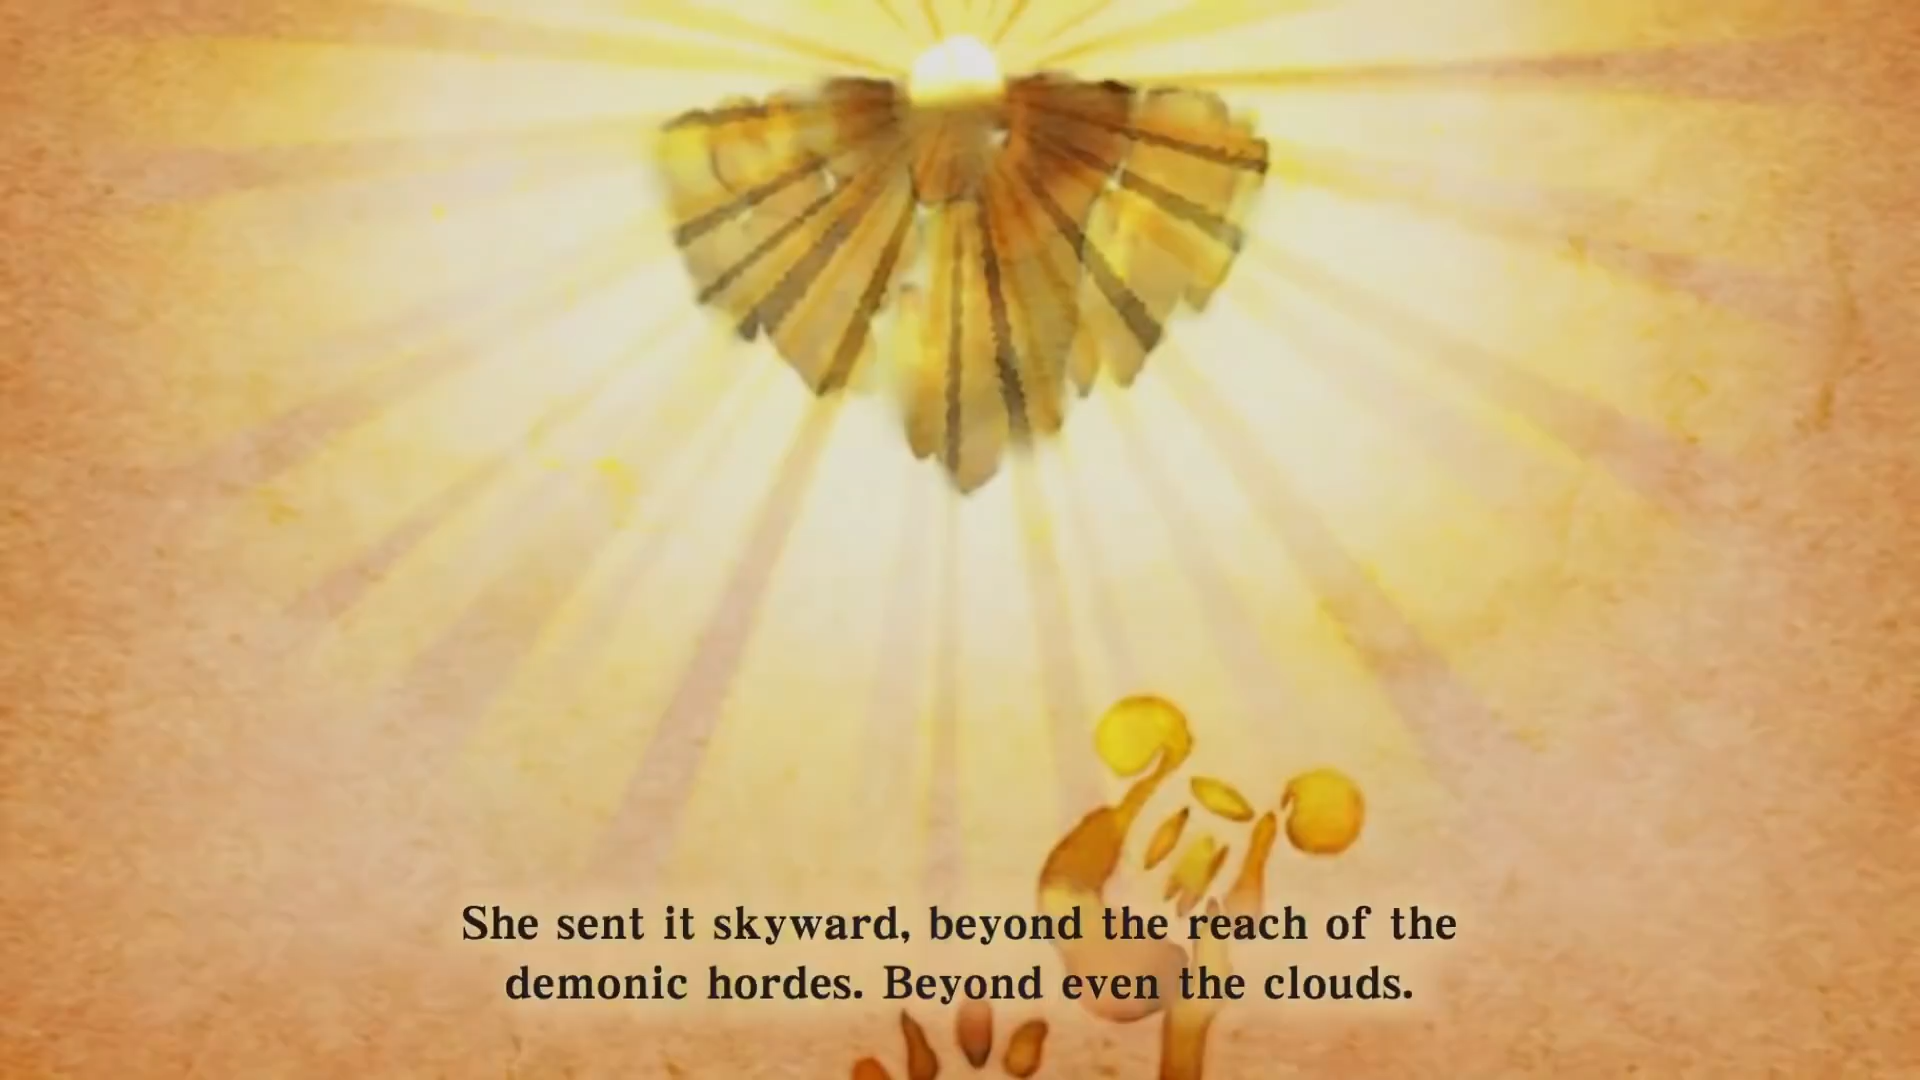 She sent it skyward, beyond the reach of the
demonic hordes. Beyond even the clouds.